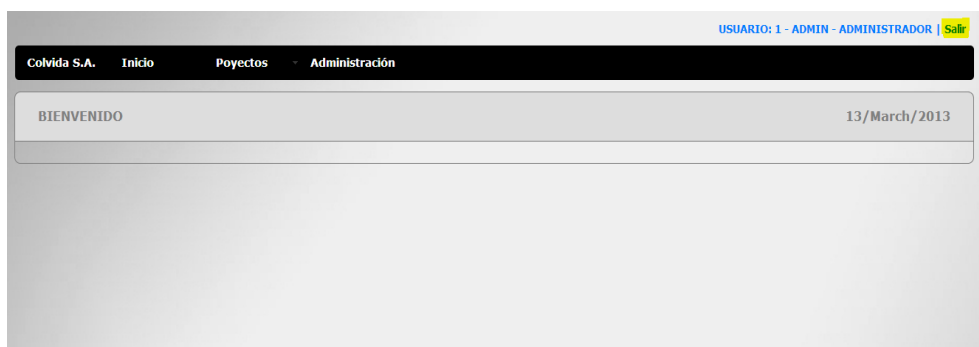 USUARIO: 1 - ADMIN - ADMINISTRADOR | Salir
Colvida S.A. Inicio Poyectos Administración
BIENVENIDO 13/March/2013